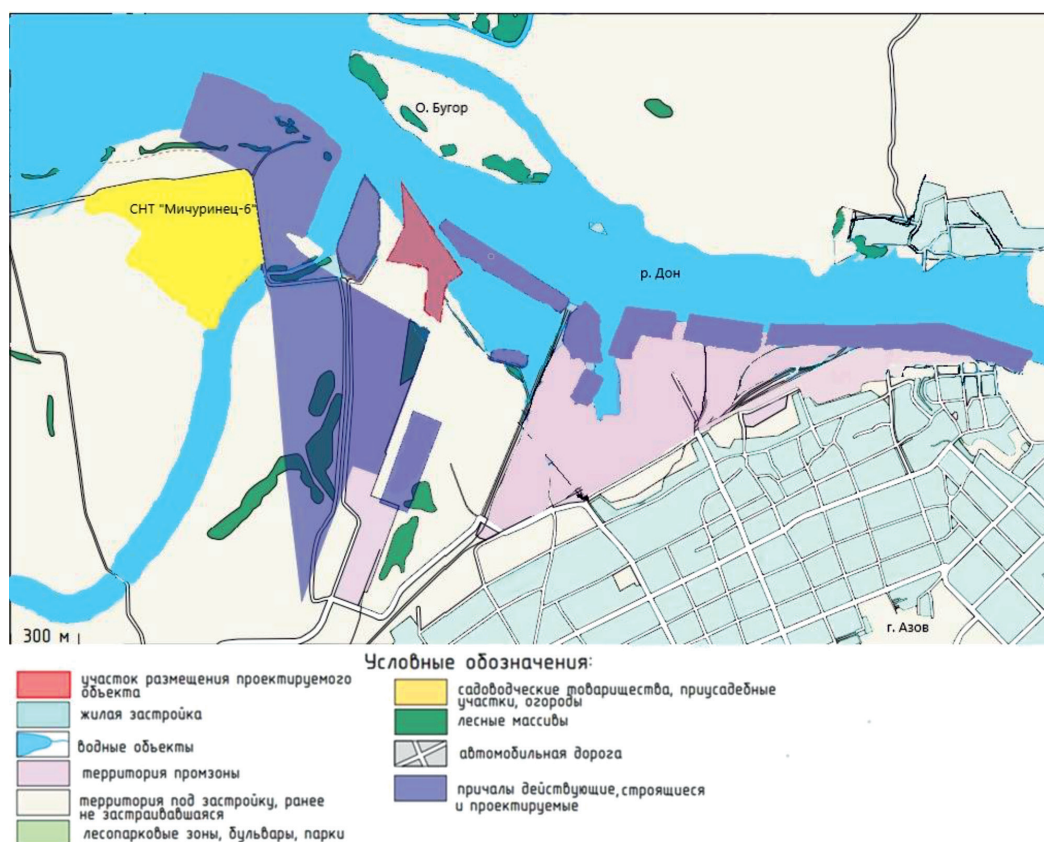 О. Бугор
СНТ "Мичуринец-6"
р. Дон
г. Азов
300 м
Условные обозначения:
участок размещения проектируемого
объекта
жилая застройка
водные объекты
территория промзоны
территория под застройку, ранее
не застраивавшаяся
лесопарковые зоны, бульвары, парки
садоводческие товарищества, приусадебные
участки, огороды
лесные массивы
автомобильная дорога
причалы действующие, строящиеся
и проектируемые